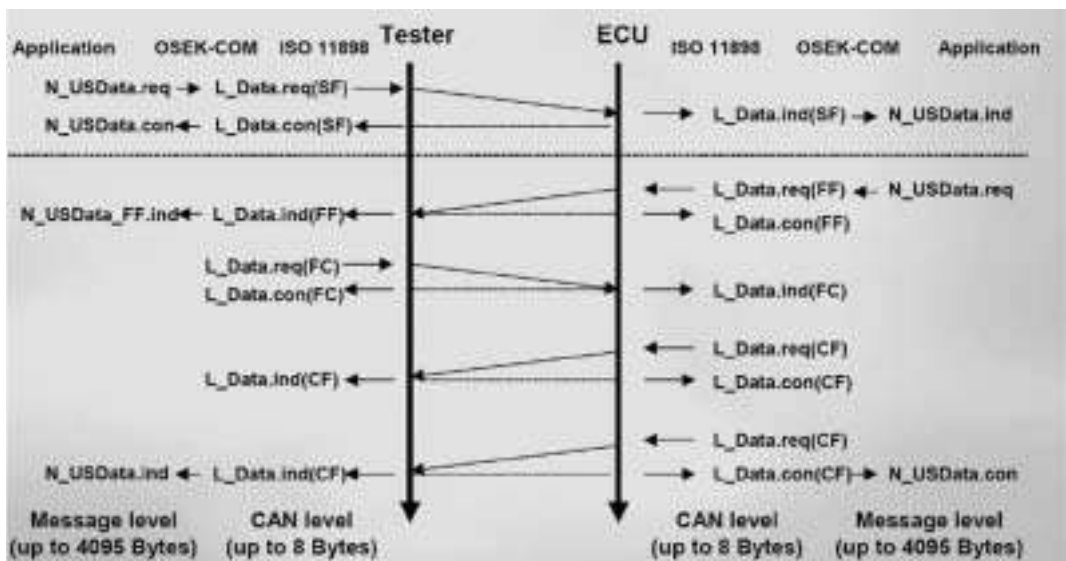 Application OSEK-COM ISO 11898 Tester ECU ISO 11898 OSEK-COM Application
N_USData.req L_Data.req(SF)
L_Data.ind(SF) N_USData.ind
N_USData.con L_Data.con(SF)
L_Data.req(FF) N_USData.req
N_USData_FF.ind L_Data.ind(FF) L_Data.con(FF)
L_Data.req(FC)
L_Data.con(FC) L_Data.ind(FC)
L_Data.req(CF)
L_Data.ind(CF) L_Data.con(CF)
L_Data.req(CF)
N_USData.ind L_Data.ind(CF) L_Data.con(CF) N_USData.con
Message level CAN level CAN level Message level
(up to 4095 Bytes) (up to 8 Bytes) (up to 8 Bytes) (up to 4095 Bytes)